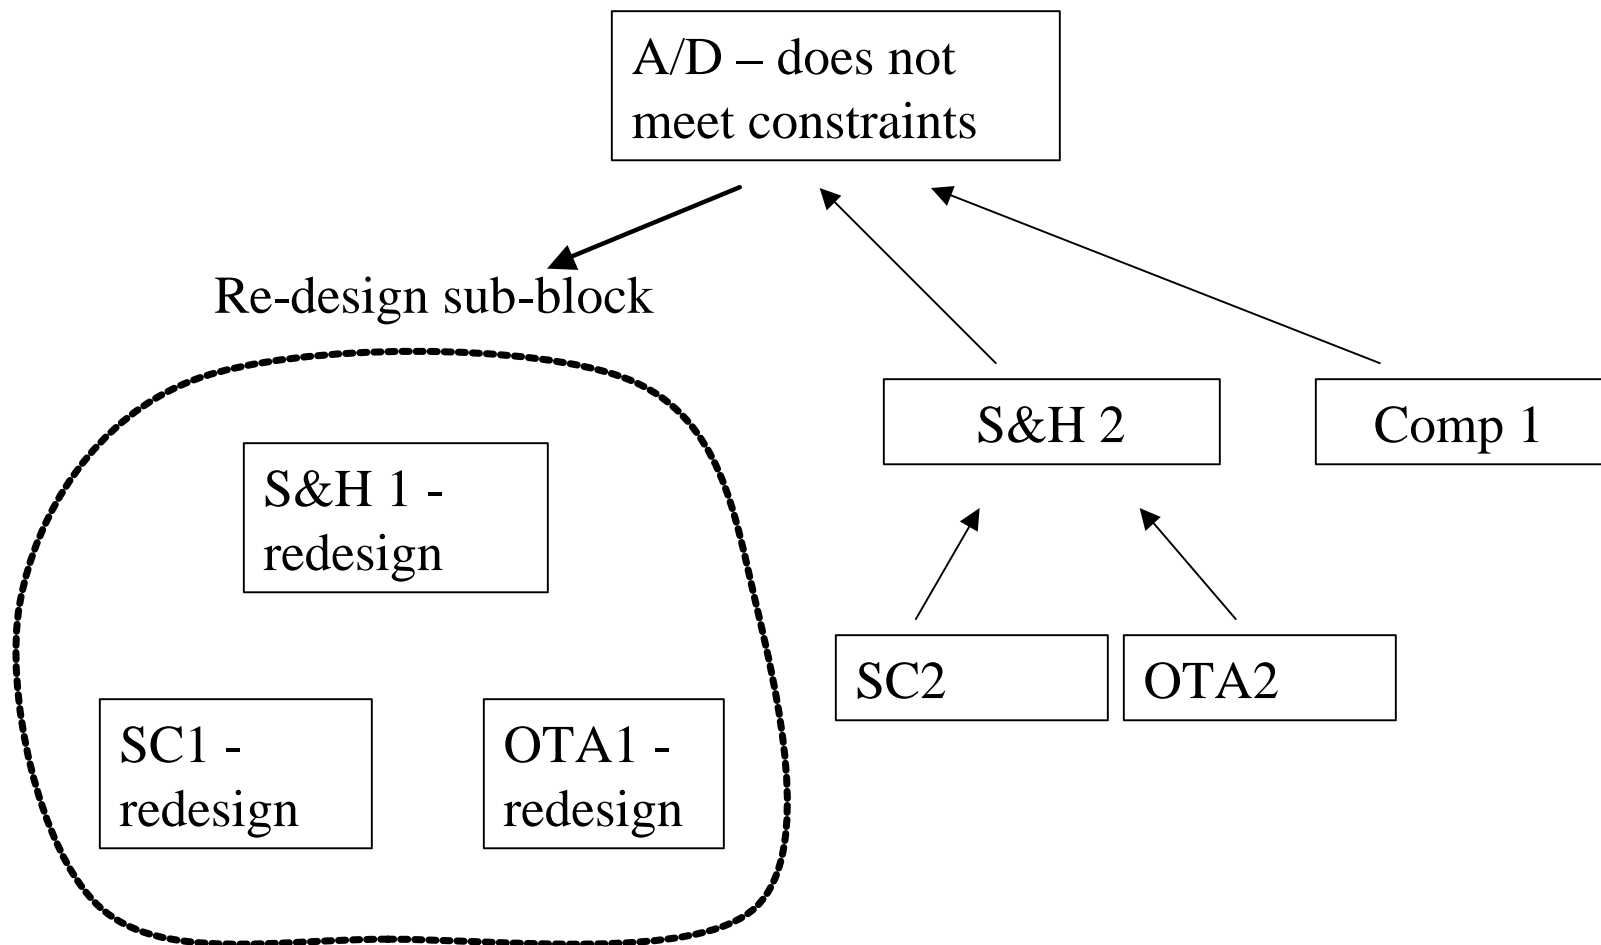 A/D – does not
meet constraints
Re-design sub-block
S&H 2
Comp 1
S&H 1 -
redesign
SC2
OTA2
SC1 -
redesign
OTA1 -
redesign